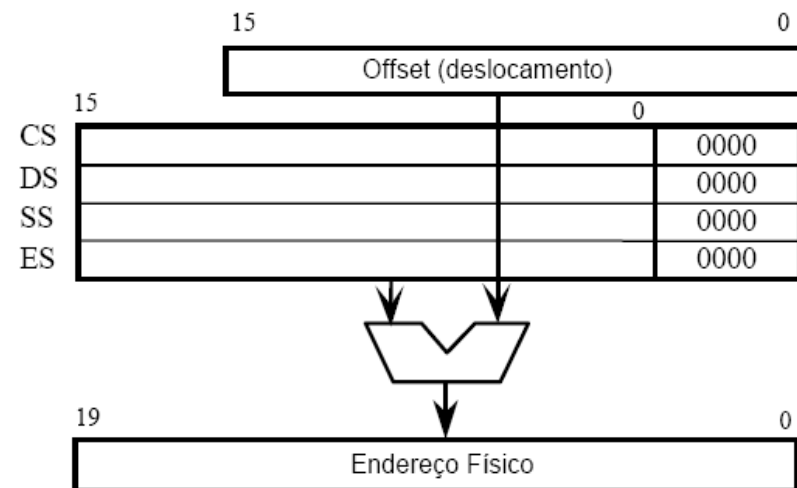 15 0
Offset (deslocamento)
15 0
CS 0000
DS 0000
SS 0000
ES 0000
19 0
Endereço Físico